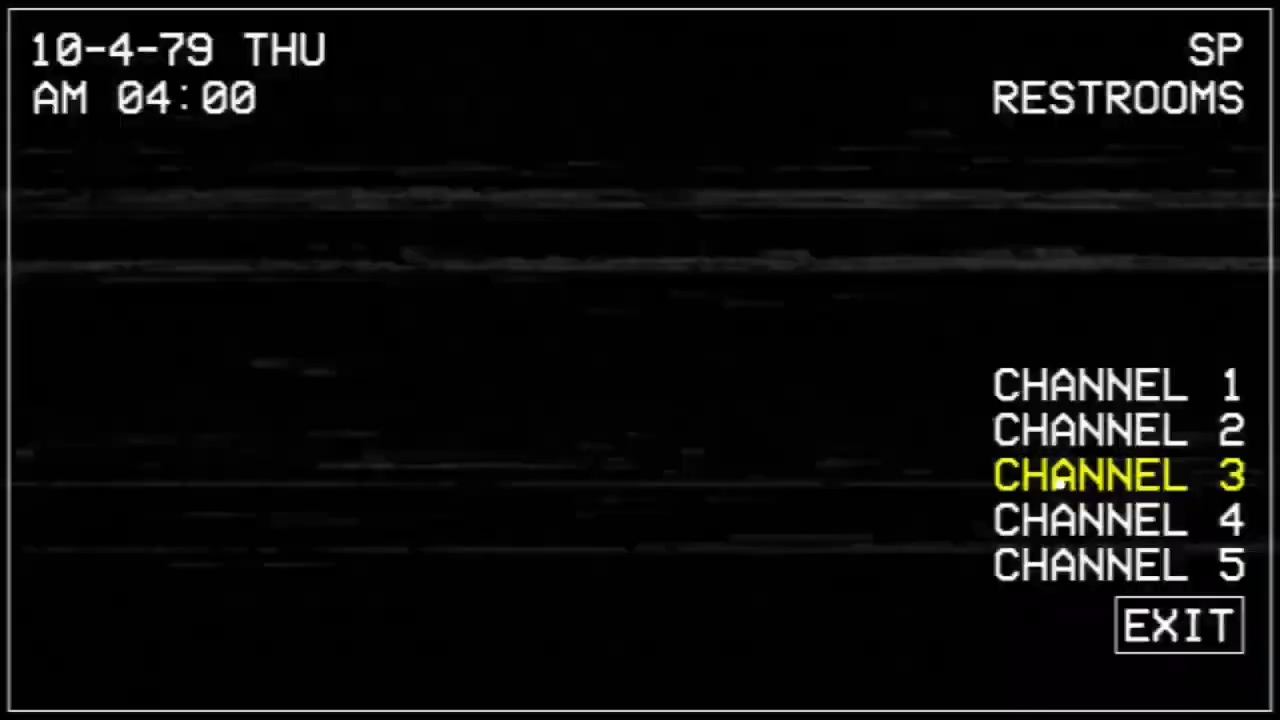 10-4-79 THU
AM 04:00
SP
RESTROOMS
CHANNEL 1
CHANNEL 2
CHANNEL 3
CHANNEL 4
CHANNEL 5
EXIT